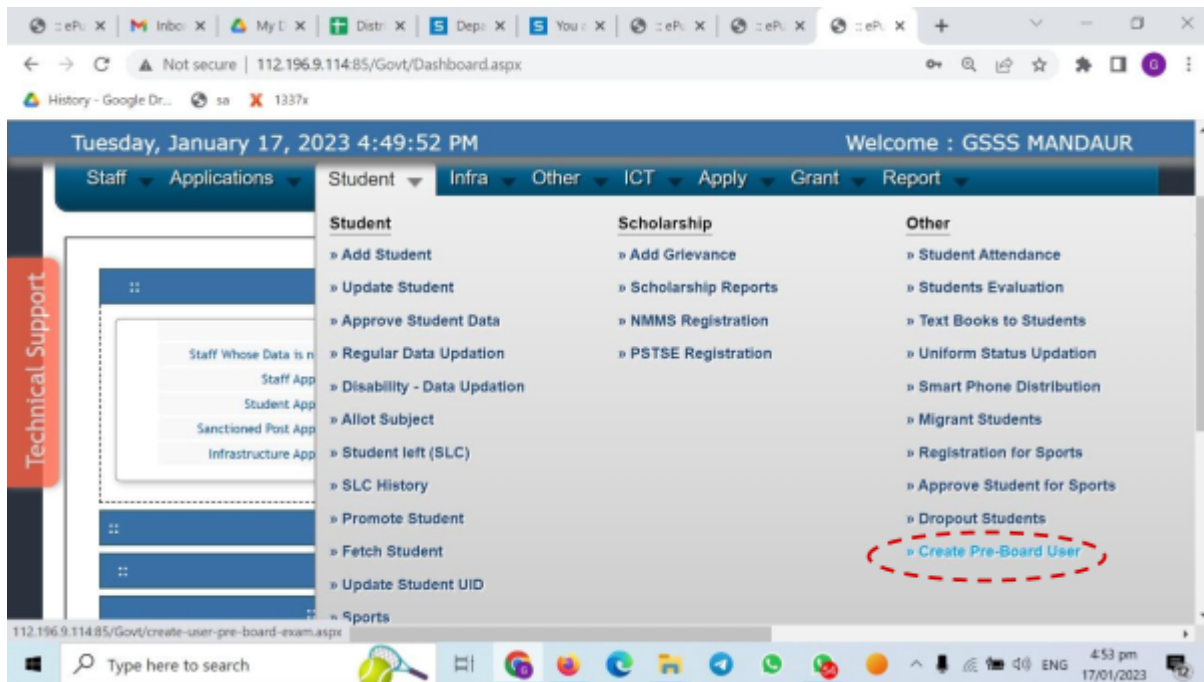 :: ePu
Inbo
My D
Distri
Depa
You a
:: ePu
:: ePu
:: ePu
Not secure | 112.196.9.114:85/Govt/Dashboard.aspx
G
History - Google Dr...
sa
1337x
Tuesday, January 17, 2023 4:49:52 PM
Welcome : GSSS MANDAUR
Staff
Applications
Student
Infra
Other
ICT
Apply
Grant
Report
Technical Support
::
Staff Whose Data is n
Staff App
Student App
Sanctioned Post App
Infrastructure App
::
::
::
Student
» Add Student
» Update Student
» Approve Student Data
» Regular Data Updation
» Disability - Data Updation
» Allot Subject
» Student left (SLC)
» SLC History
» Promote Student
» Fetch Student
» Update Student UID
» Sports
Scholarship
» Add Grievance
» Scholarship Reports
» NMMS Registration
» PSTSE Registration
Other
» Student Attendance
» Students Evaluation
» Text Books to Students
» Uniform Status Updation
» Smart Phone Distribution
» Migrant Students
» Registration for Sports
» Approve Student for Sports
» Dropout Students
» Create Pre-Board User
112.196.9.114:85/Govt/create-user-pre-board-exam.aspx
Type here to search
ENG
4:53 pm
17/01/2023